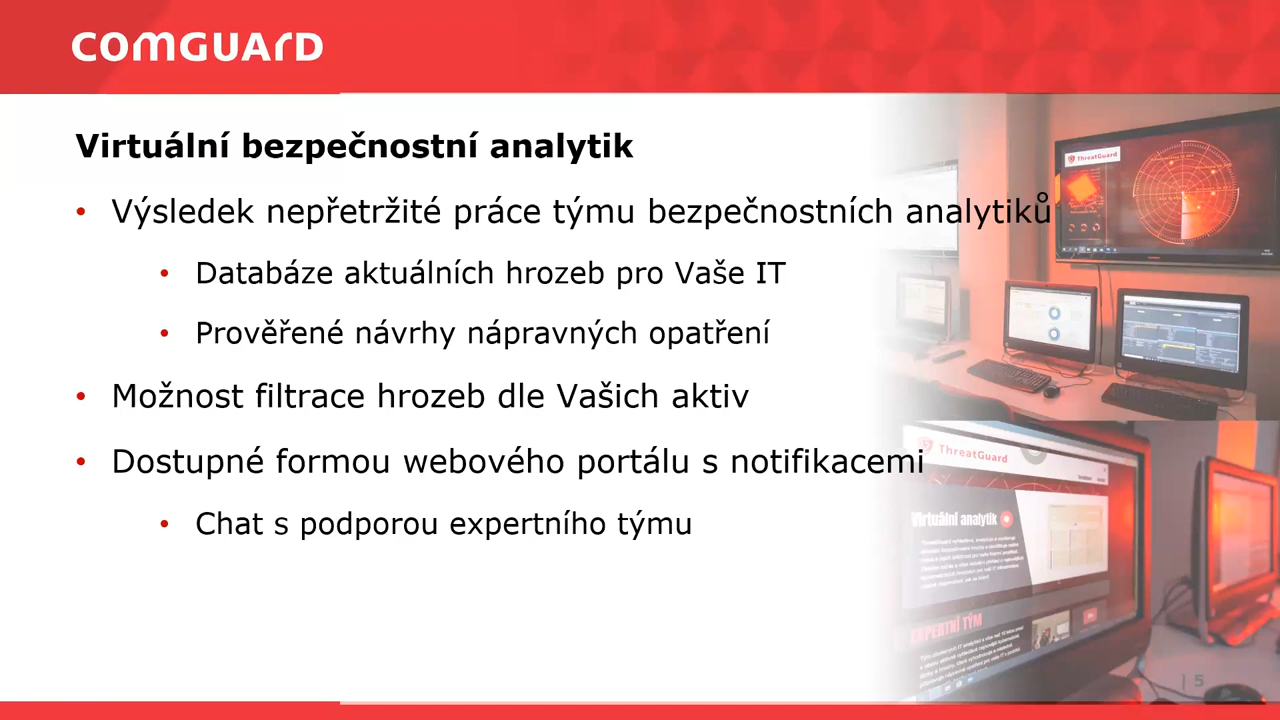 COMGUARD
Virtuální bezpečnostní analytik
• Výsledek nepřetržité práce týmu bezpečnostních analytiků
• Databáze aktuálních hrozeb pro Vaše IT
• Prověřené návrhy nápravných opatření
• Možnost filtrace hrozeb dle Vašich aktiv
• Dostupné formou webového portálu s notifikacemi
• Chat s podporou expertního týmu
ThreatGuard
ThreatGuard
Virtuální analytik
EXPERTNÍ TÝM
| 5